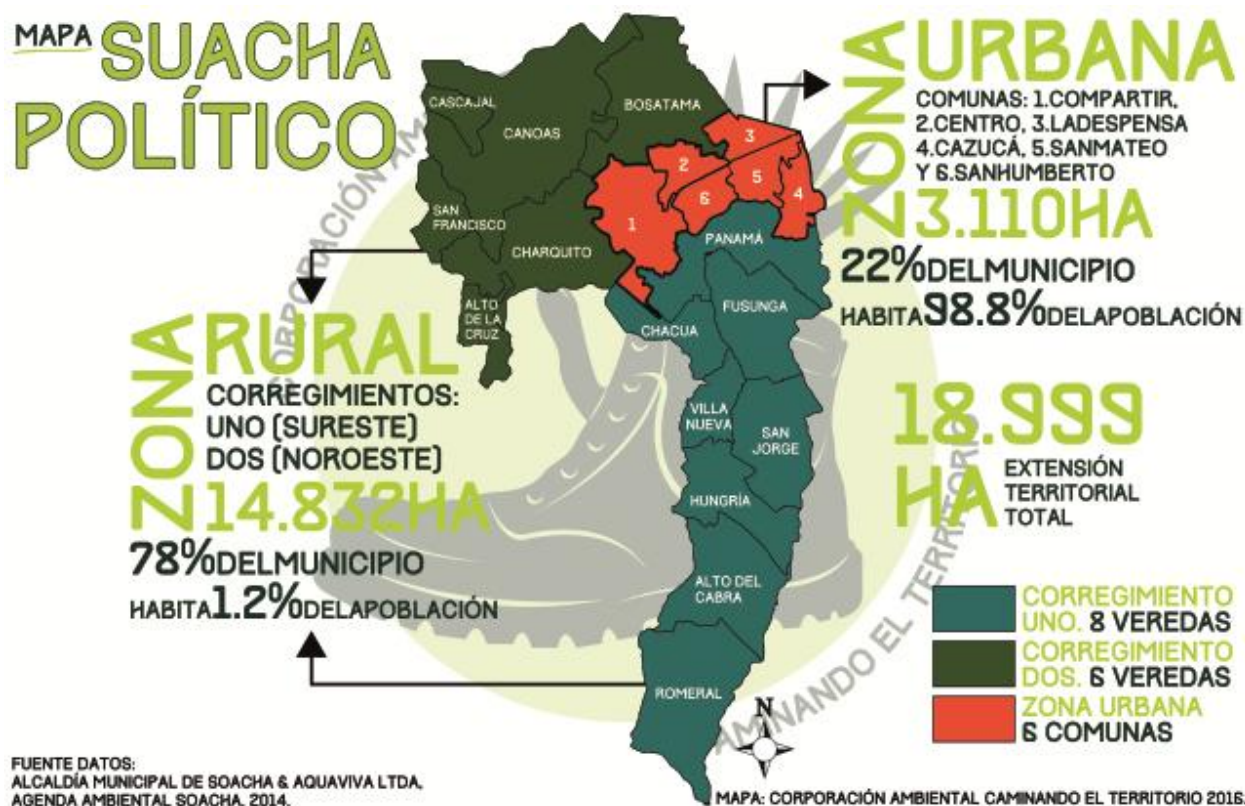 MAPA SUACHA
POLÍTICO
ZONA URBANA
COMUNAS: 1.COMPARTIR,
2.CENTRO, 3.LADESPENSA
4.CAZUCÁ, 5.SANMATEO
Y 6.SANHUMBERTO
3.110HA
22%DELMUNICIPIO
HABITA98.8%DELAPOBLACIÓN
CASCAJAL
CANOAS
BOSATAMA
SAN
FRANCISCO
CHARQUITO
ALTO
DE LA
CRUZ
1
2
3
4
5
6
PANAMÁ
FUSUNGA
CHACUA
VILLA
NUEVA
SAN
JORGE
HUNGRÍA
ALTO DEL
CABRA
ROMERAL
ZONA RURAL
CORREGIMIENTOS:
UNO (SURESTE)
DOS (NOROESTE)
14.832HA
78%DELMUNICIPIO
HABITA1.2%DELAPOBLACIÓN
18.999
HA
EXTENSIÓN
TERRITORIAL
TOTAL
CORREGIMIENTO
UNO. 8 VEREDAS
CORREGIMIENTO
DOS. 6 VEREDAS
ZONA URBANA
6 COMUNAS
N
FUENTE DATOS:
ALCALDÍA MUNICIPAL DE SOACHA & AQUAVIVA LTDA,
AGENDA AMBIENTAL SOACHA, 2014.
MAPA: CORPORACIÓN AMBIENTAL CAMINANDO EL TERRITORIO 2016
CORPORACIÓN AM
AMINANDO EL TERRITORIO